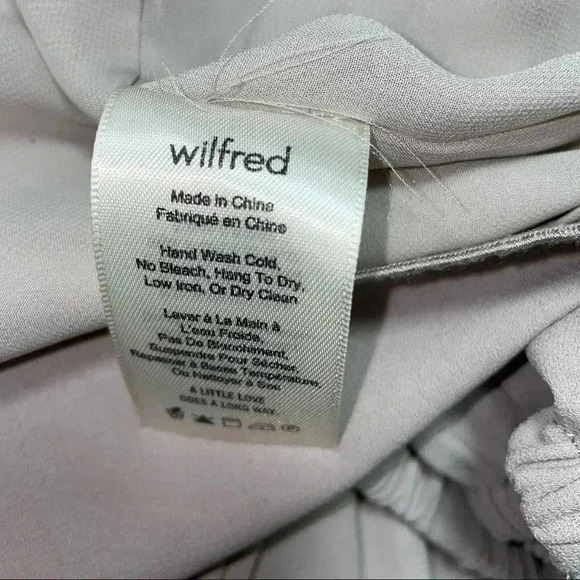 wilfred
Made in China
Fabriqué en Chine
Hand Wash Cold,
No Bleach, Hang To Dry,
Low Iron, Or Dry Clean
Laver à La Main à
L'eau Froide,
Pas De Blanchiment,
Suspendre Pour Sécher,
Repasser à Basse Température,
Ou Nettoyer à Sec
A LITTLE LOVE
GOES A LONG WAY.